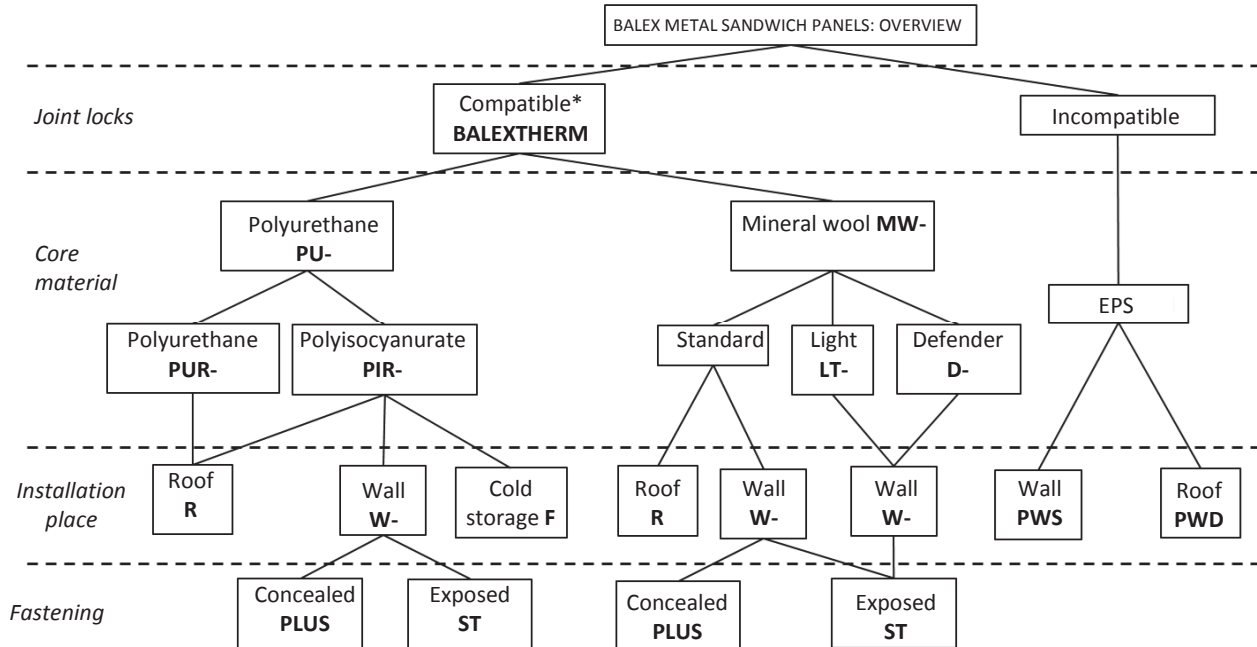 BALEX METAL SANDWICH PANELS: OVERVIEW
Joint locks
Compatible*
BALEXTHERM
Incompatible
Core
material
Polyurethane
PU-
Mineral wool MW-
EPS
Polyurethane
PUR-
Polyisocyanurate
PIR-
Standard
Light
LT-
Defender
D-
Installation
place
Roof
R
Wall
W-
Cold
storage F
Roof
R
Wall
W-
Wall
W-
Wall
PWS
Roof
PWD
Fastening
Concealed
PLUS
Exposed
ST
Concealed
PLUS
Exposed
ST